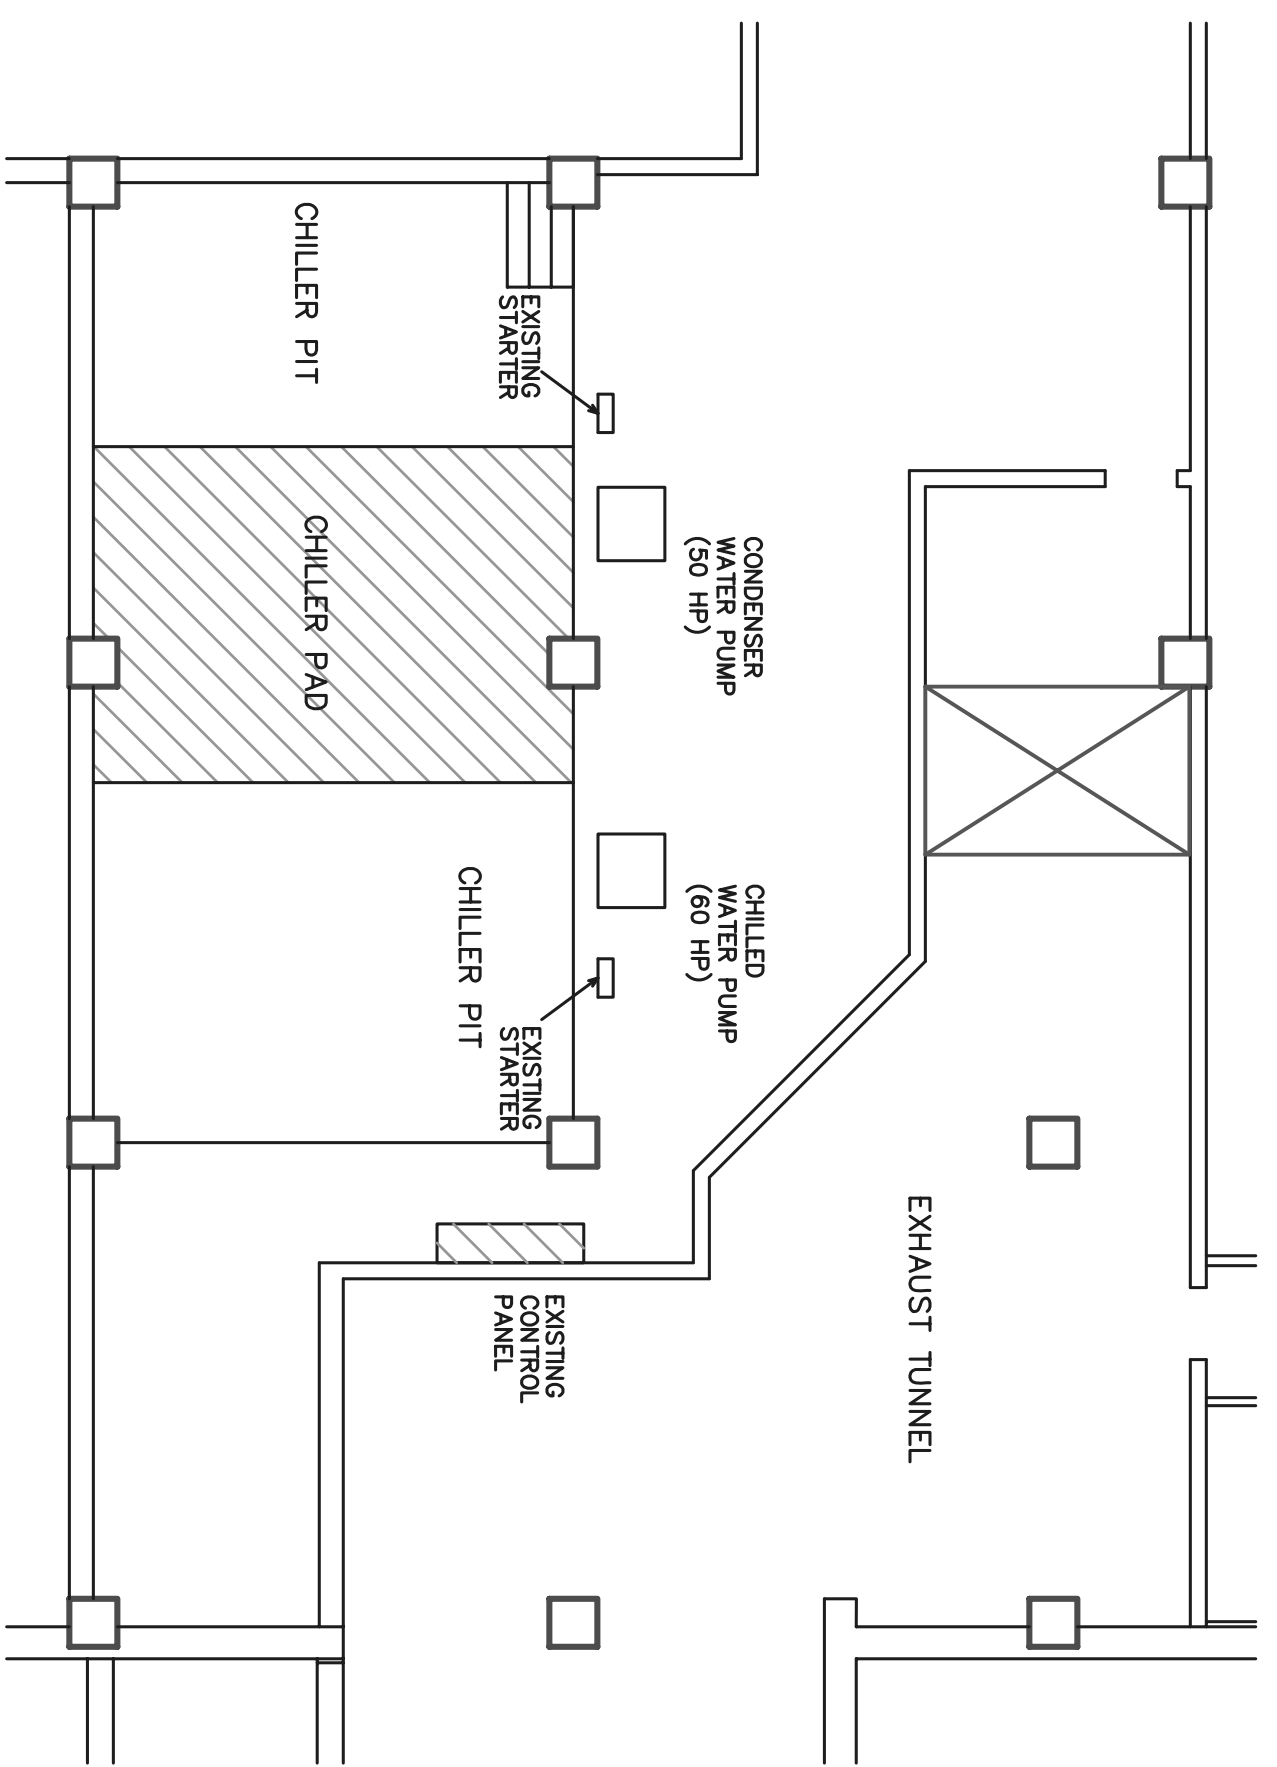 EXHAUST TUNNEL
CONDENSER
WATER PUMP
(50 HP)
CHILLED
WATER PUMP
(60 HP)
EXISTING
STARTER
EXISTING
STARTER
EXISTING
CONTROL
PANEL
CHILLER PIT
CHILLER PAD
CHILLER PIT